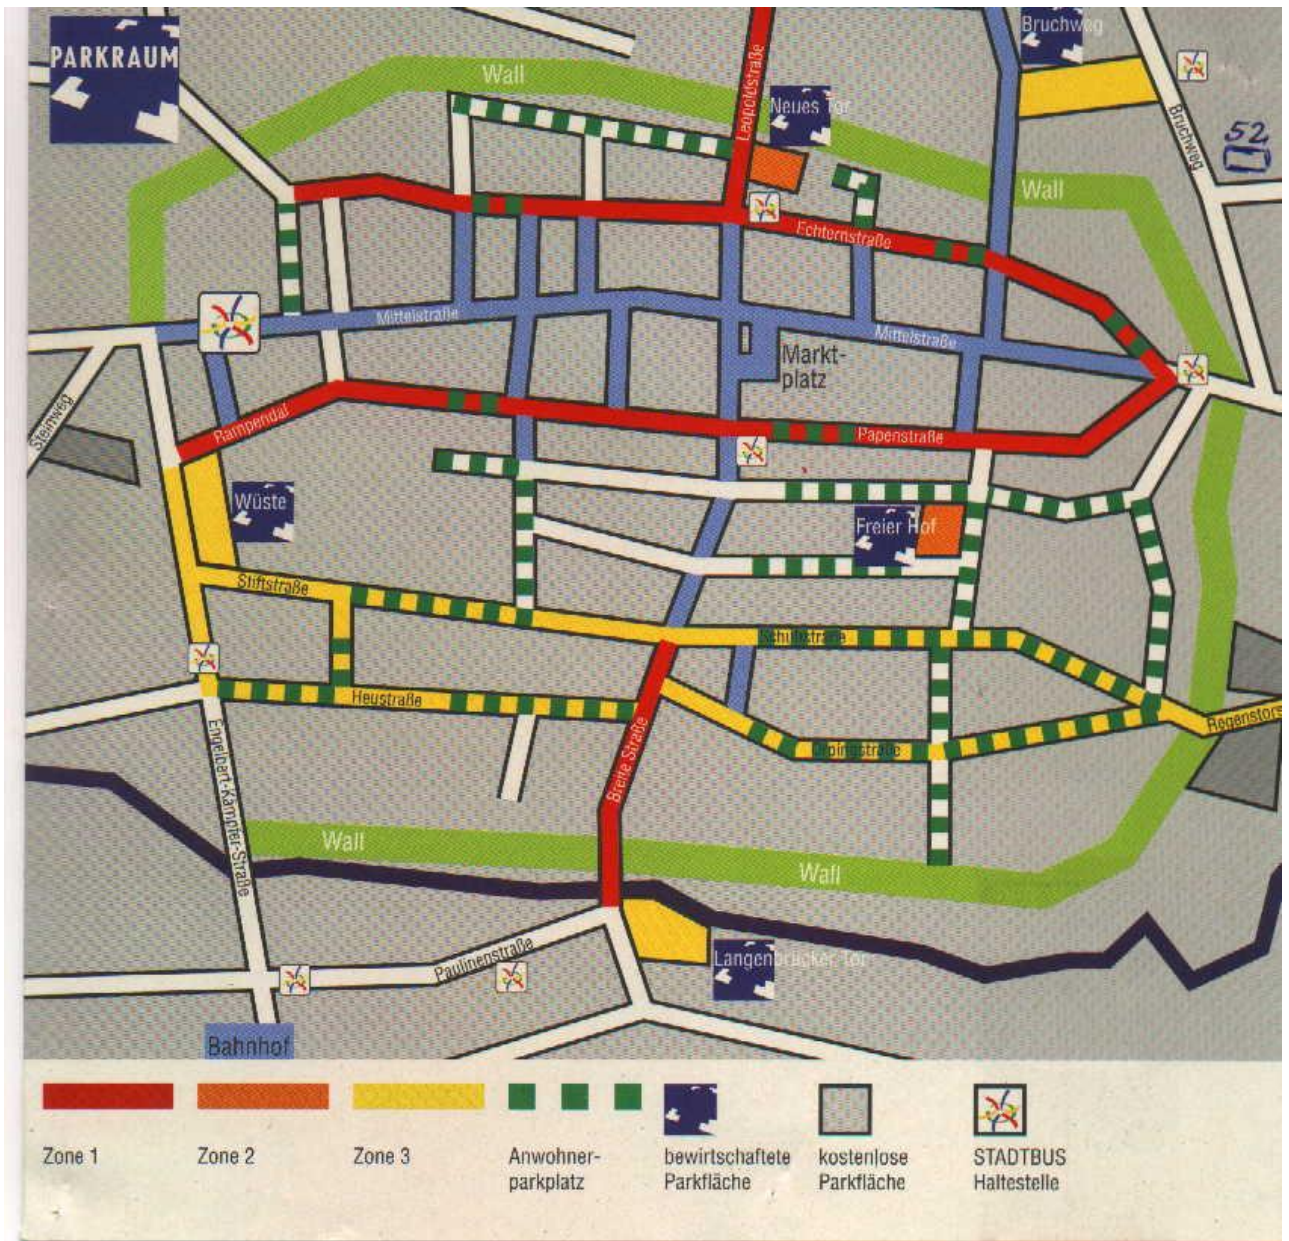 PARKRAUM
Bruchweg
Wall
Leopoldstraße
Neues Tor
Bruchweg
52
Wall
Echternstraße
Mittelstraße
Mittelstraße
Markt-
platz
Steinweg
Rampendal
Papenstraße
Wüste
Freier Hof
Stiftstraße
Schülerstraße
Heustraße
Regenstors
Engelbert-Kämpfer-Straße
Breite Straße
Wall
Wall
Paulinenstraße
Langenbrücker Tor
Bahnhof
Zone 1
Zone 2
Zone 3
Anwohner-
parkplatz
bewirtschaftete
Parkfläche
kostenlose
Parkfläche
STADTBUS
Haltestelle